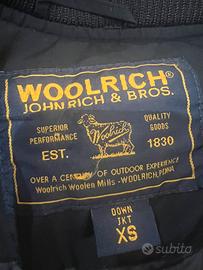 WOOLRICH®
JOHN RICH & BROS.
SUPERIOR PERFORMANCE
QUALITY GOODS
Woolrich
EST. 1830
OVER A CENTURY OF OUTDOOR EXPERIENCE
Woolrich Woolen Mills - WOOLRICH, PENNA
DOWN
JKT
XS
subito